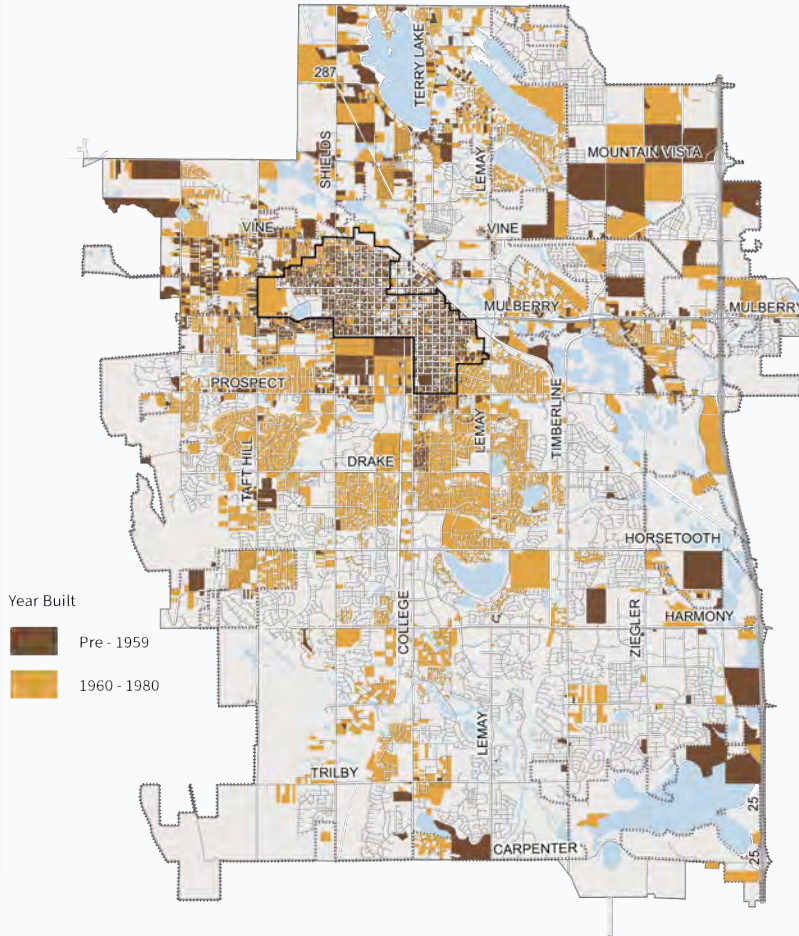 TERRY LAKE
287
SHIELDS
LEMAY
MOUNTAIN VISTA
VINE
VINE
MULBERRY
MULBERRY
PROSPECT
LEMAY
TIMBERLINE
TAFT HILL
DRAKE
HORSETOOTH
Year Built
Pre - 1959
1960 - 1980
COLLEGE
ZIEGLER
HARMONY
LEMAY
TRILBY
25
CARPENTER
25